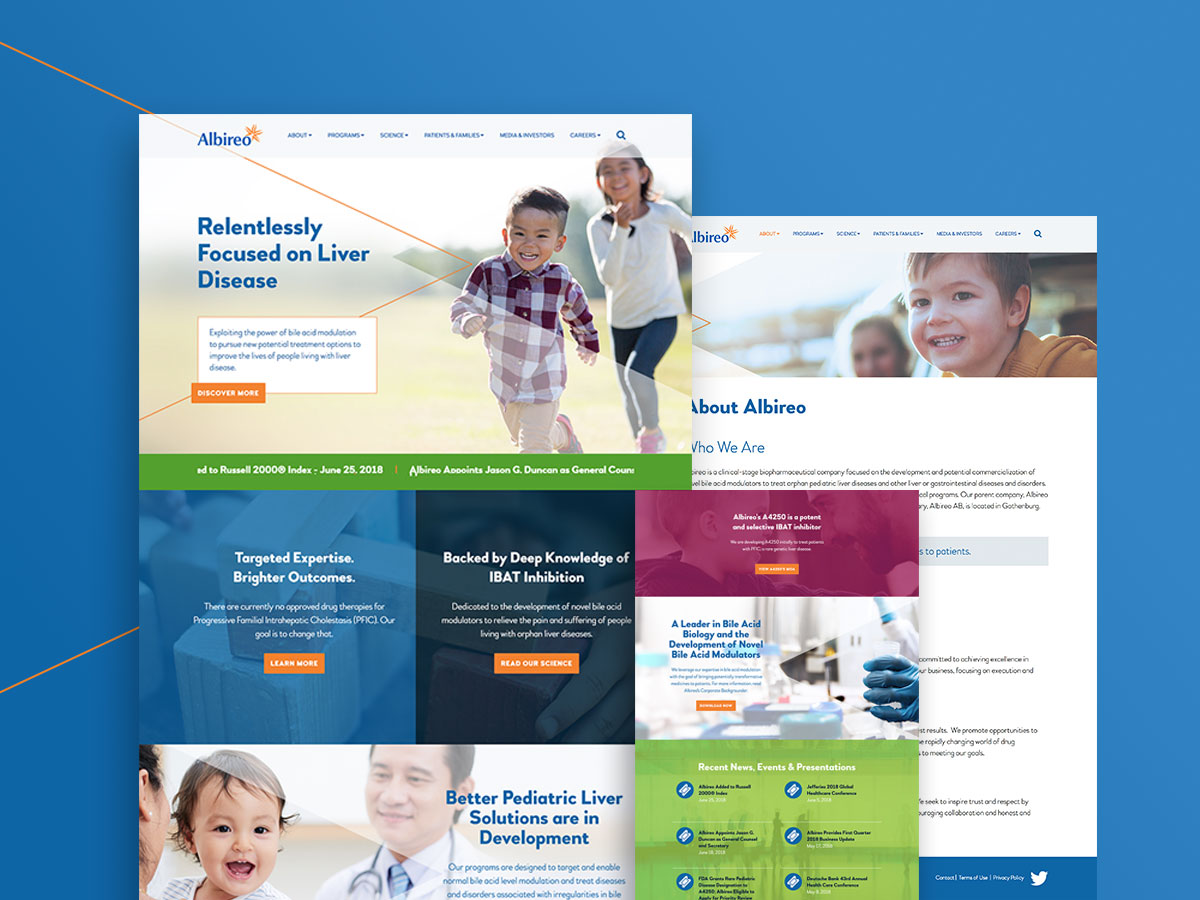 Albireo
ABOUT
PROGRAMS
SCIENCE
PATIENTS & FAMILIES
MEDIA & INVESTORS
CAREERS
Relentlessly
Focused on Liver
Disease
Exploiting the power of bile acid modulation
to pursue new potential treatment options to
improve the lives of people living with liver
disease.
DISCOVER MORE
ed to Russell 2000® Index - June 25, 2018 | Albireo Appoints Jason G. Duncan as General Couns
Targeted Expertise.
Brighter Outcomes.
There are currently no approved drug therapies for
Progressive Familial Intrahepatic Cholestasis (PFIC). Our
goal is to change that.
LEARN MORE
Backed by Deep Knowledge of
IBAT Inhibition
Dedicated to the development of novel bile acid
modulators to relieve the pain and suffering of people
living with orphan liver diseases.
READ OUR SCIENCE
Better Pediatric Liver
Solutions are in
Development
Our programs are designed to target and enable
normal bile acid level modulation and treat diseases
and disorders associated with irregularities in bile
lbireo
ABOUT
PROGRAMS
SCIENCE
PATIENTS & FAMILIES
MEDIA & INVESTORS
CAREERS
About Albireo
Who We Are
bireo is a clinical-stage biopharmaceutical company focused on the development and potential commercialization of
vel bile acid modulators to treat orphan pediatric liver diseases and other liver or gastrointestinal diseases and disorders.
cal programs. Our parent company, Albireo
ary, Albireo AB, is located in Gothenburg,
s to patients.
committed to achieving excellence in
ur business, focusing on execution and
st results. We promote opportunities to
e rapidly changing world of drug
s to meeting our goals.
We seek to inspire trust and respect by
ouraging collaboration and honest and
Contact | Terms of Use | Privacy Policy
Albireo's A4250 is a potent
and selective IBAT inhibitor
We are developing A4250 initially to treat patients
with PFIC, a rare genetic liver disease.
A Leader in Bile Acid
Biology and the
Development of Novel
Bile Acid Modulators
We leverage our expertise in bile acid modulation
with the goal of bringing potentially transformative
medicines to patients. For more information, read
Albireo's Corporate Backgrounder.
DOWNLOAD NOW
Recent News, Events & Presentations
Albireo Added to Russell
2000® Index
June 25, 2018
Jefferies 2018 Global
Healthcare Conference
June 5, 2018
Albireo Appoints Jason G.
Duncan as General Counsel
and Secretary
June 18, 2018
Albireo Provides First Quarter
2018 Business Update
May 17, 2018
FDA Grants Rare Pediatric
Disease Designation to
A4250; Albireo Eligible to
Apply for Priority Review
Deutsche Bank 43rd Annual
Health Care Conference
May 8, 2018